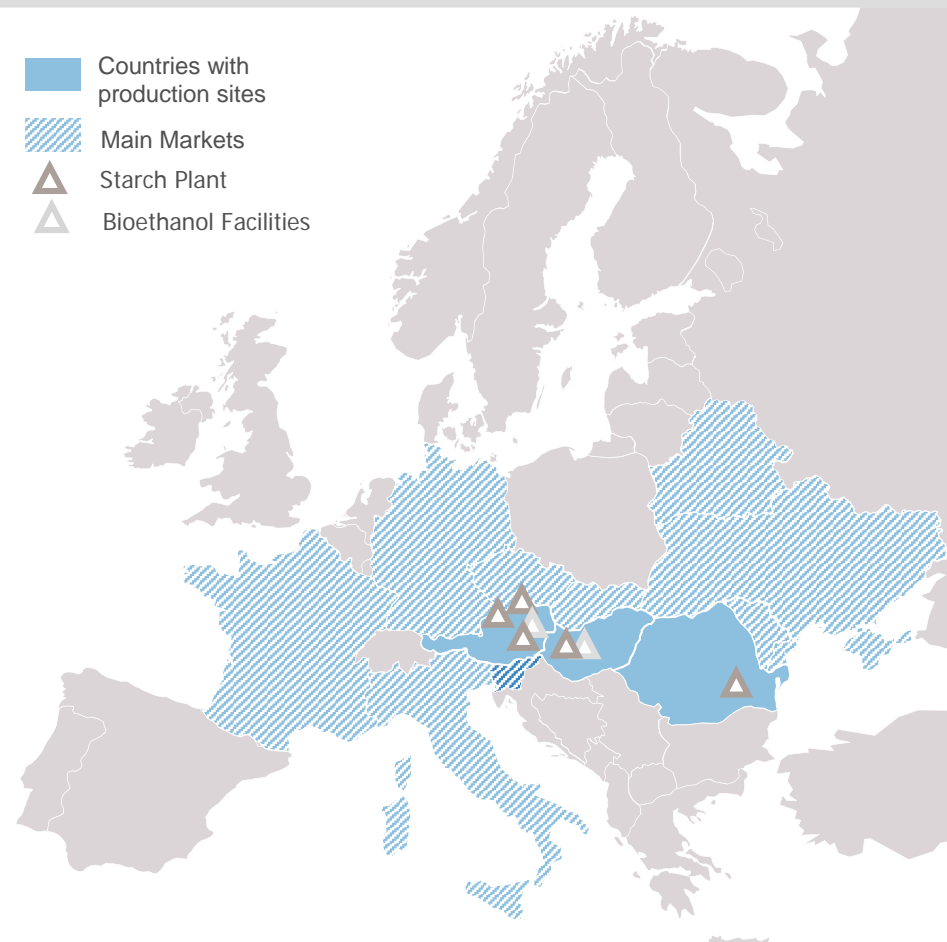 Countries with
production sites
Main Markets
Starch Plant
Bioethanol Facilities